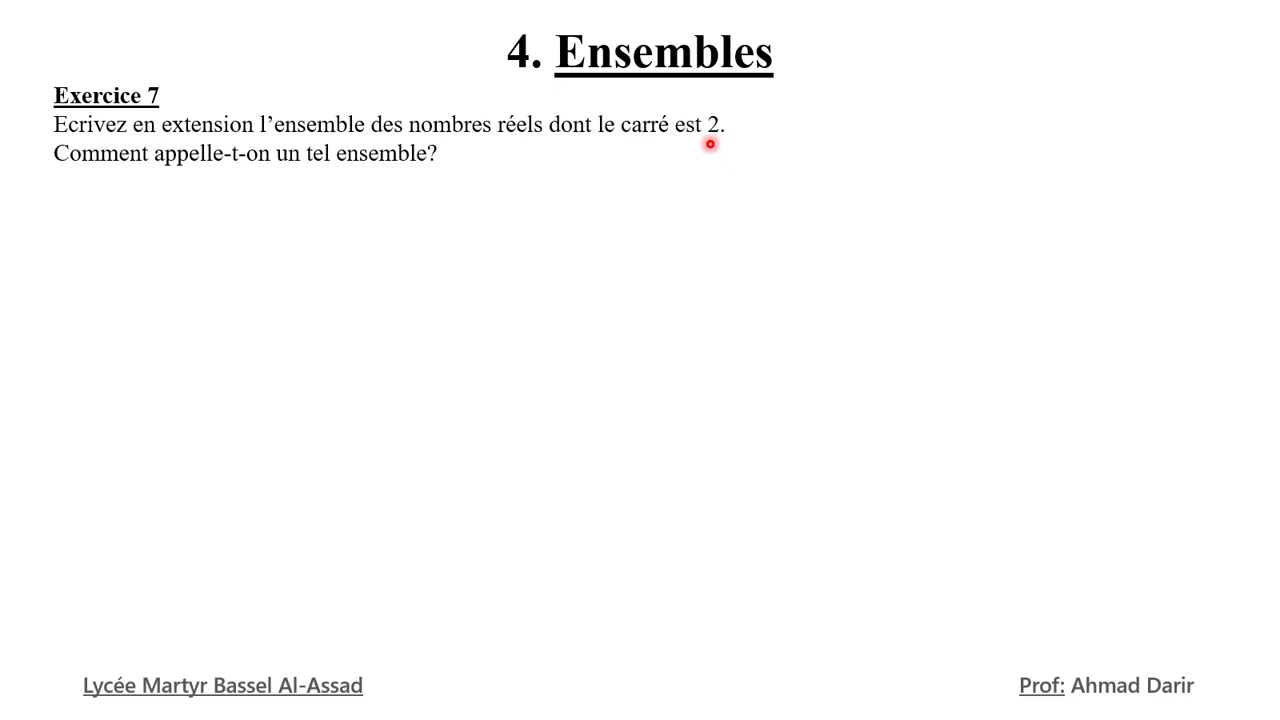 4. Ensembles
Exercice 7
Ecrivez en extension l’ensemble des nombres réels dont le carré est 2.
Comment appelle-t-on un tel ensemble?
Lycée Martyr Bassel Al-Assad
Prof: Ahmad Darir